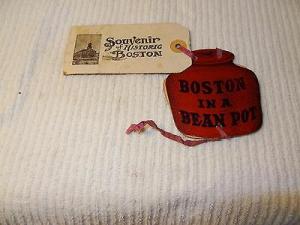 Souvenir
of Historic
Boston
BOSTON
IN A
BEAN POT